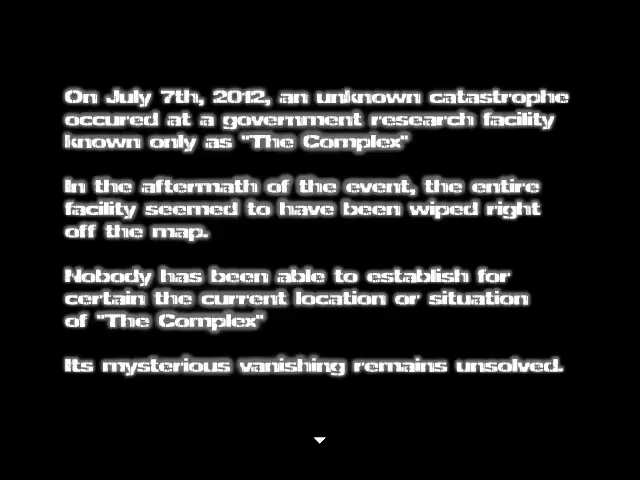 On July 7th, 2012, an unknown catastrophe
occured at a government research facility
known only as "The Complex"
In the aftermath of the event, the entire
facility seemed to have been wiped right
off the map.
Nobody has been able to establish for
certain the current location or situation
of "The Complex"
Its mysterious vanishing remains unsolved.